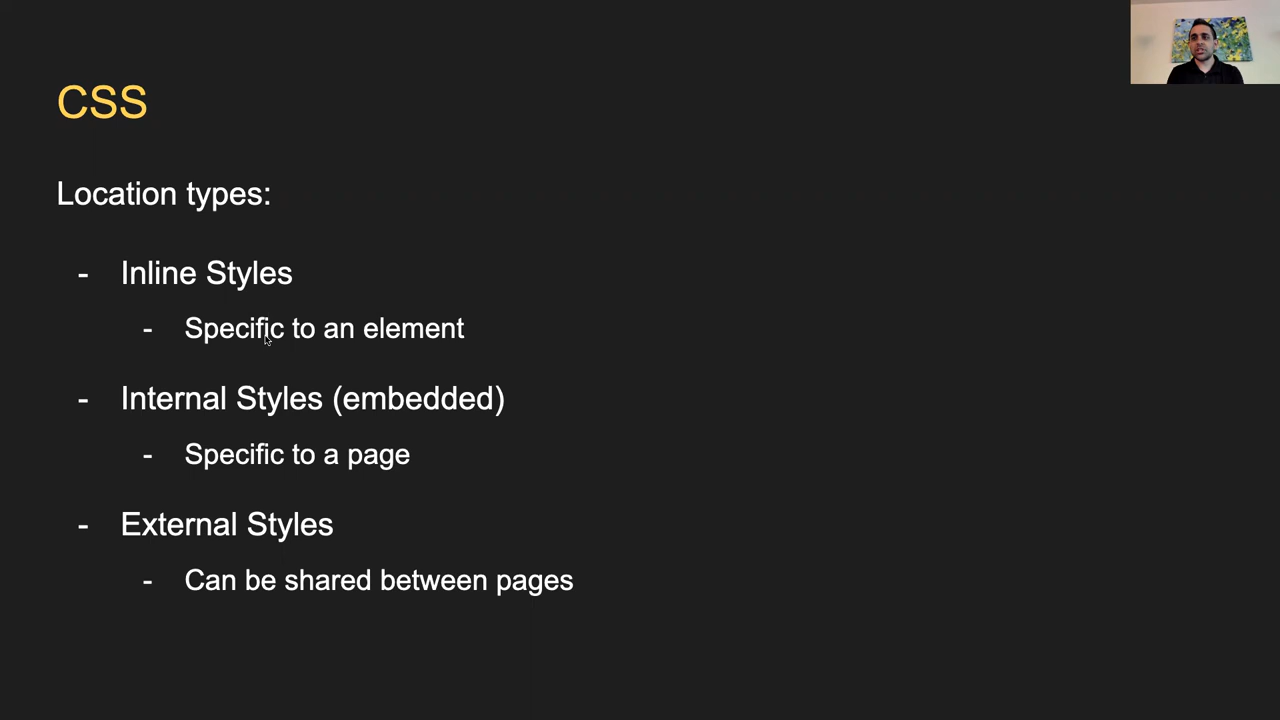 CSS
Location types:
- Inline Styles
- Specific to an element
- Internal Styles (embedded)
- Specific to a page
- External Styles
- Can be shared between pages